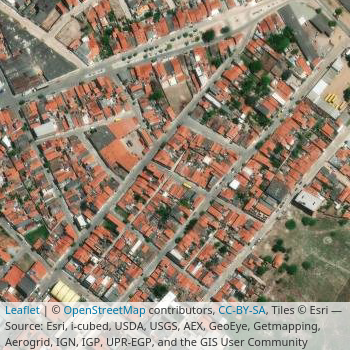 Leaflet | © OpenStreetMap contributors, CC-BY-SA, Tiles © Esri —
Source: Esri, i-cubed, USDA, USGS, AEX, GeoEye, Getmapping,
Aerogrid, IGN, IGP, UPR-EGP, and the GIS User Community